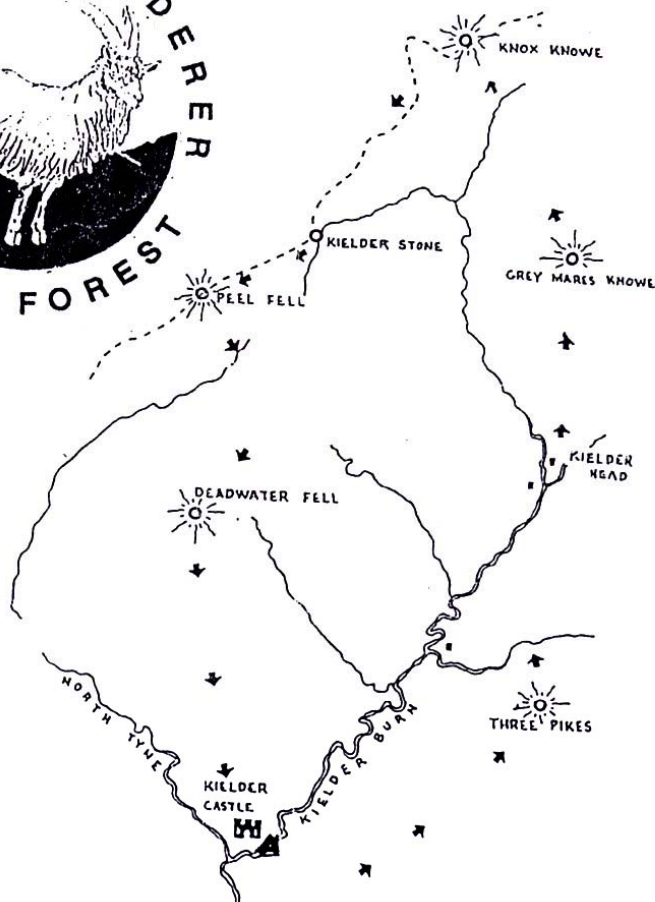 DERER
FOREST
KNOX KNOWE
KIELDER STONE
GREY MARES KNOWE
PEEL FELL
KIELDER
HEAD
DEADWATER FELL
NORTH TYNE
THREE PIKES
KIELDER BURN
KIELDER
CASTLE